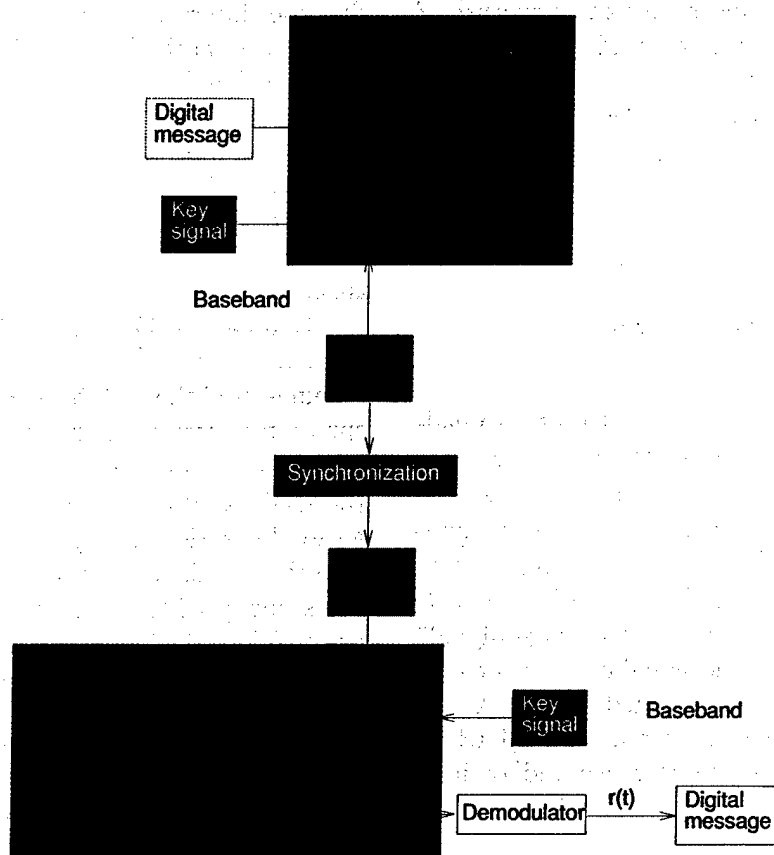 Digital
message
Key
signal
Baseband
Synchronization
Key
signal
Baseband
Demodulator
r(t)
Digital
message